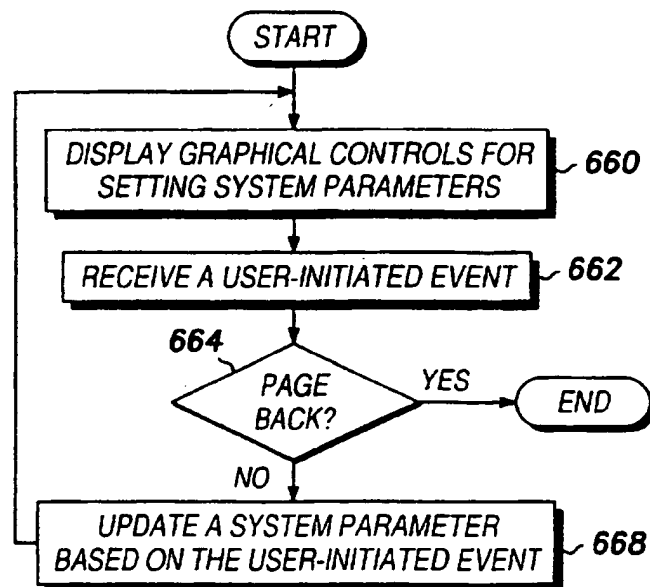 START
DISPLAY GRAPHICAL CONTROLS FOR
SETTING SYSTEM PARAMETERS
660
RECEIVE A USER-INITIATED EVENT
662
664
PAGE
BACK?
YES
END
NO
UPDATE A SYSTEM PARAMETER
BASED ON THE USER-INITIATED EVENT
668